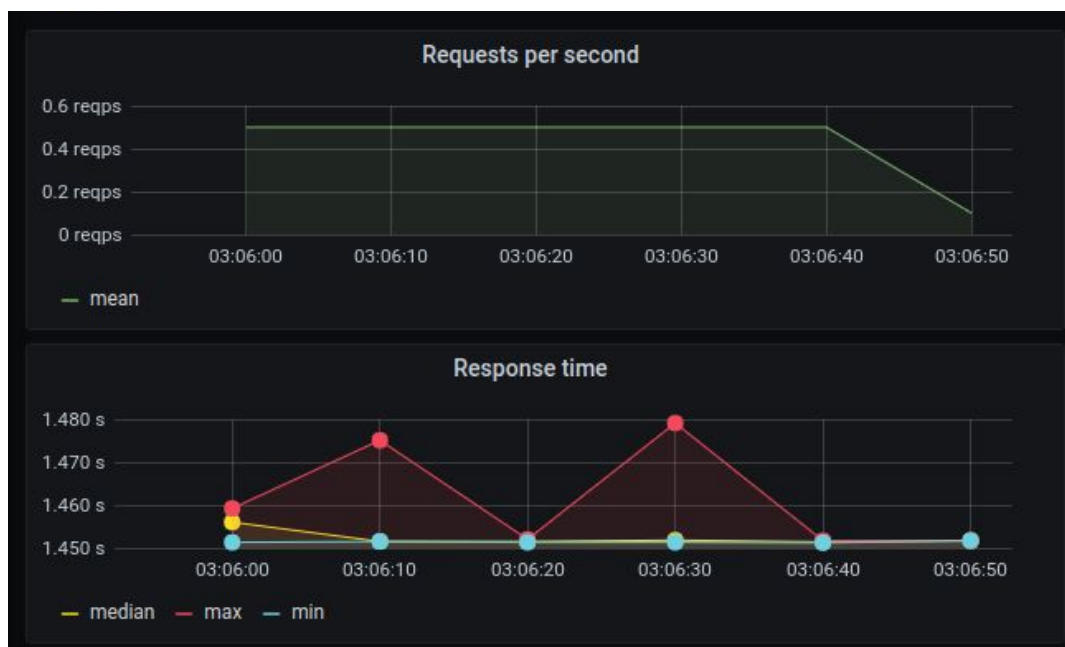 Requests per second
0.6 reqps
0.4 reqps
0.2 reqps
0 reqps
03:06:00 03:06:10 03:06:20 03:06:30 03:06:40 03:06:50
mean
Response time
1.480 s
1.470 s
1.460 s
1.450 s
03:06:00 03:06:10 03:06:20 03:06:30 03:06:40 03:06:50
median max min